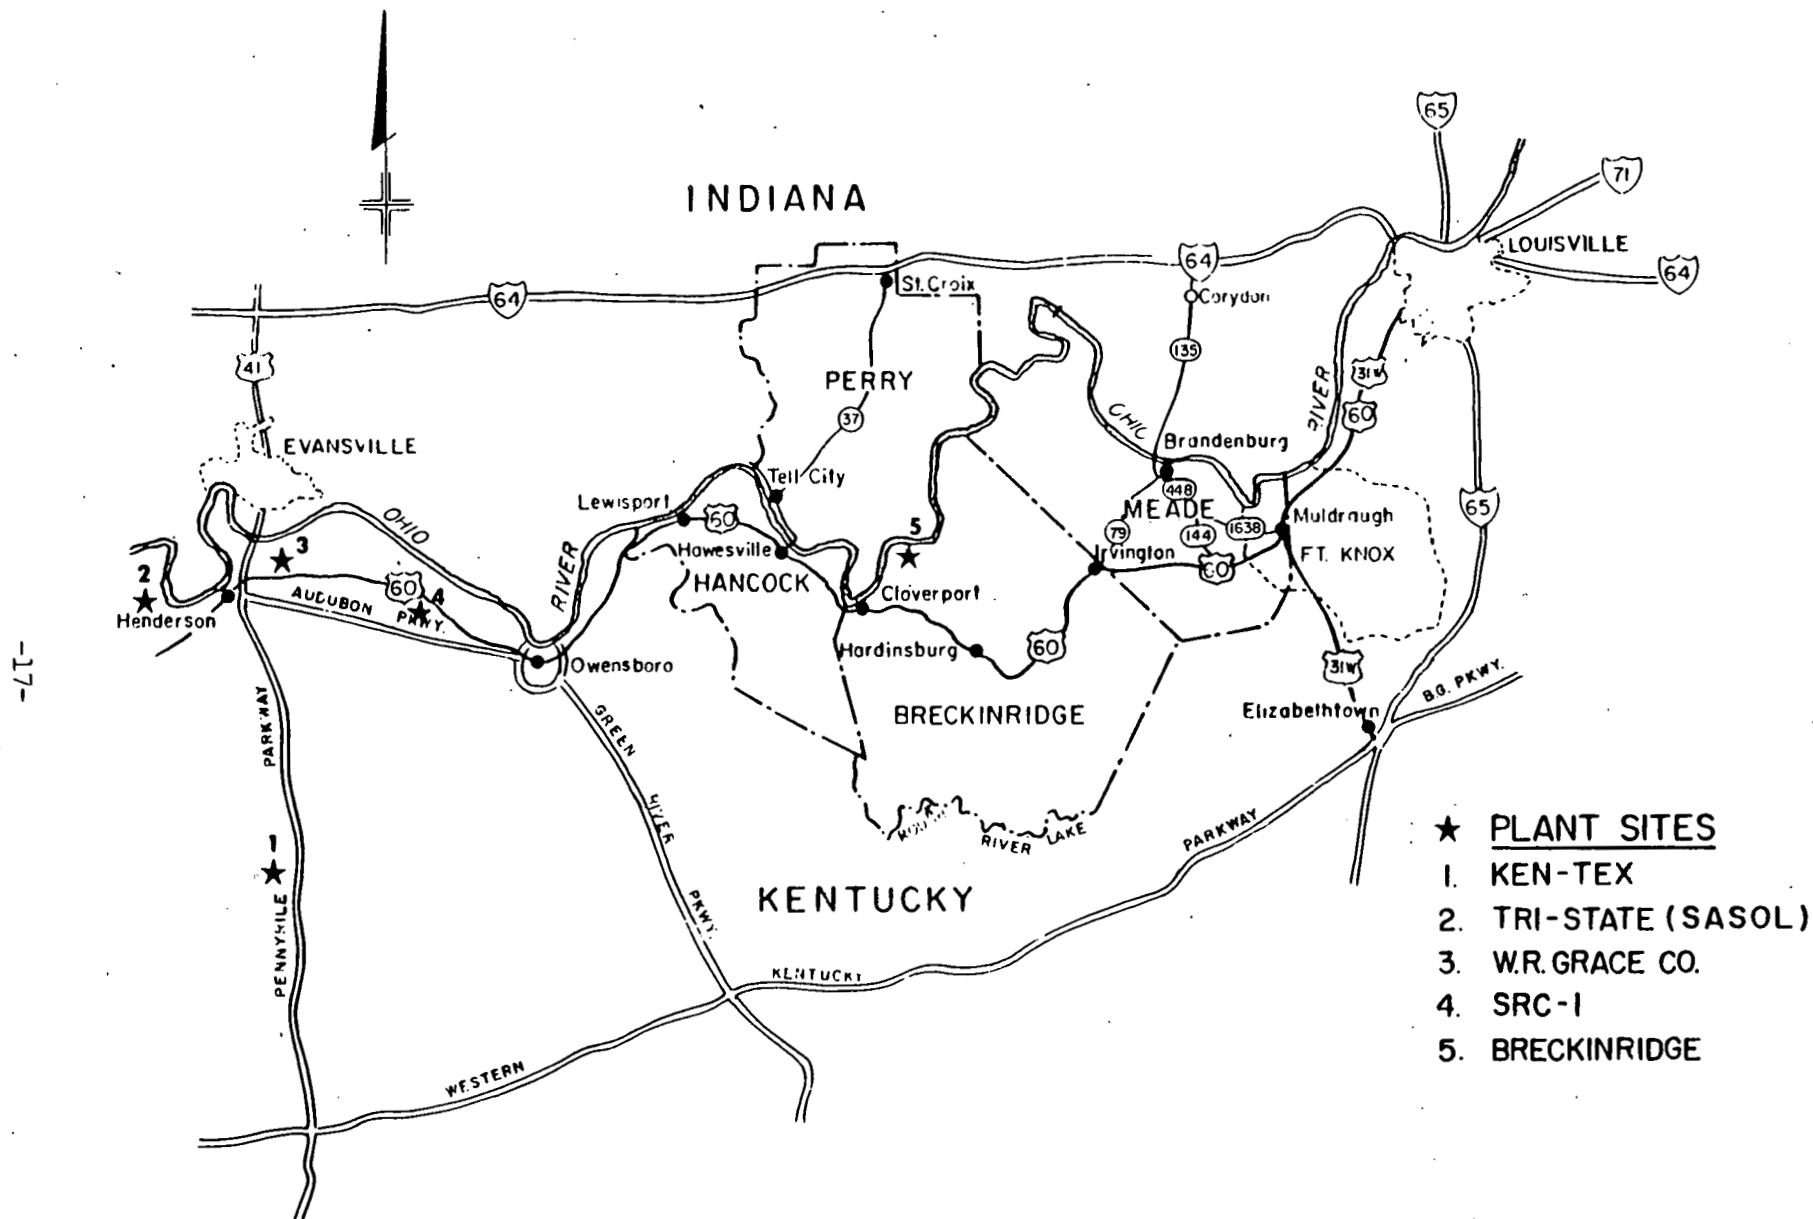 65
71
INDIANA
LOUISVILLE
64
64
St. Croix
Corydon
64
41
135
31W
PERRY
37
60
RIVER
EVANSVILLE
Brandenburg
Tell City
448
Lewisport
MEADE
65
OHIO
60
1638
Muldraugh
5
79
144
3
RIVER
Hawesville
Irvington
FT. KNOX
2
HANCOCK
60
60
4
AUDUBON
Cloverport
Henderson
PKWY.
Hardinsburg
60
Owensboro
31W
-17-
B.G. PKWY.
PARKWAY
GREEN
BRECKINRIDGE
Elizabethtown
RIVER
LAKE
PARKWAY
★ PLANT SITES
1
1. KEN-TEX
KENTUCKY
2. TRI-STATE (SASOL)
PKWY.
3. W.R. GRACE CO.
KENTUCKY
4. SRC-I
5. BRECKINRIDGE
WESTERN